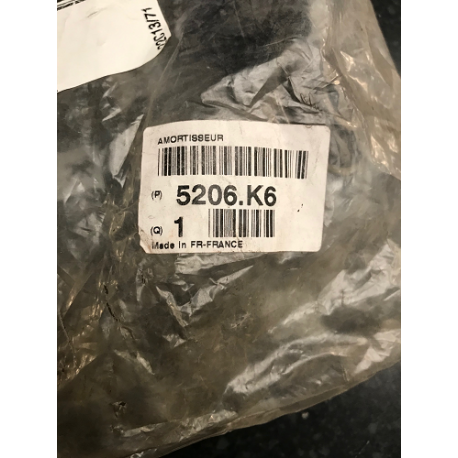 AMORTISSEUR
(P) 5206.K6
(Q) 1
Made in FR-FRANCE